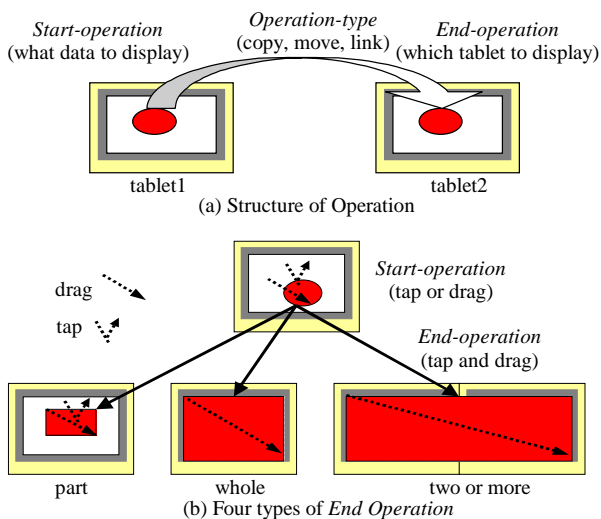 Start-operation
(what data to display)
Operation-type
(copy, move, link)
End-operation
(which tablet to display)
tablet1
tablet2
(a) Structure of Operation
drag
tap
Start-operation
(tap or drag)
End-operation
(tap and drag)
part
whole
two or more
(b) Four types of End Operation